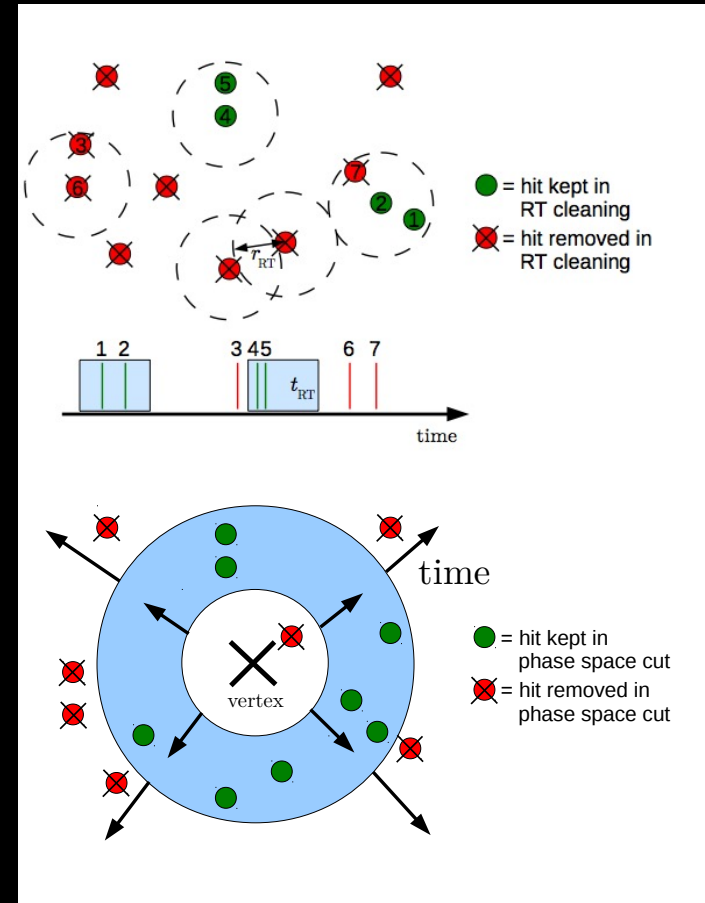 5
4
3
6
7
2
1
= hit kept in
RT cleaning
= hit removed in
RT cleaning
r_RT
1 2 3 4 5 6 7
t_RT
time
time
vertex
= hit kept in
phase space cut
= hit removed in
phase space cut